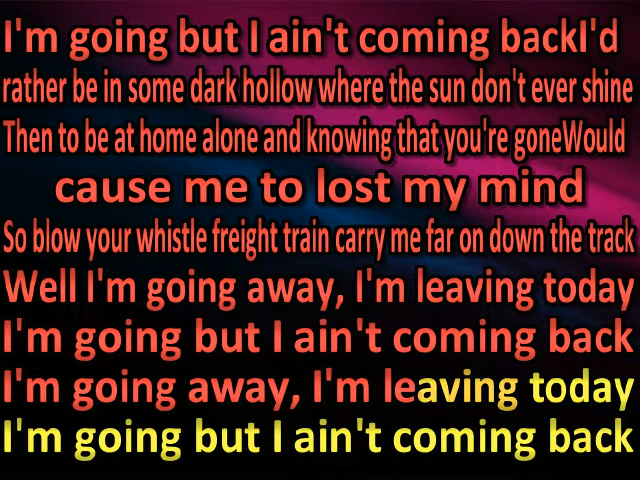 I'm going but I ain't coming backI'd
rather be in some dark hollow where the sun don't ever shine
Then to be at home alone and knowing that you're goneWould
cause me to lost my mind
So blow your whistle freight train carry me far on down the track
Well I'm going away, I'm leaving today
I'm going but I ain't coming back
I'm going away, I'm leaving today
I'm going but I ain't coming back